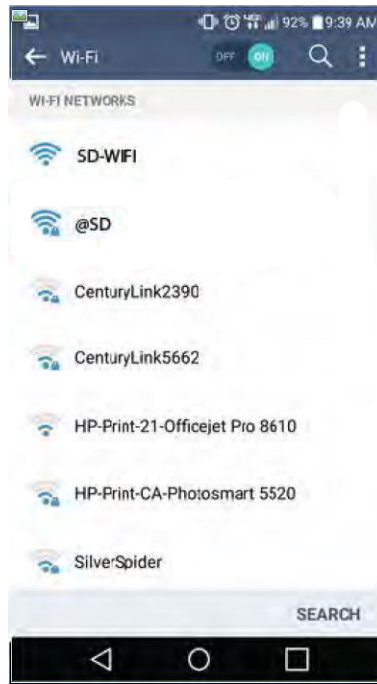 92% 9:39 AM
Wi-Fi OFF ON
WI-FI NETWORKS
SD-WIFI
@SD
CenturyLink2390
CenturyLink5662
HP-Print-21-Officejet Pro 8610
HP-Print-CA-Photosmart 5520
SilverSpider
SEARCH